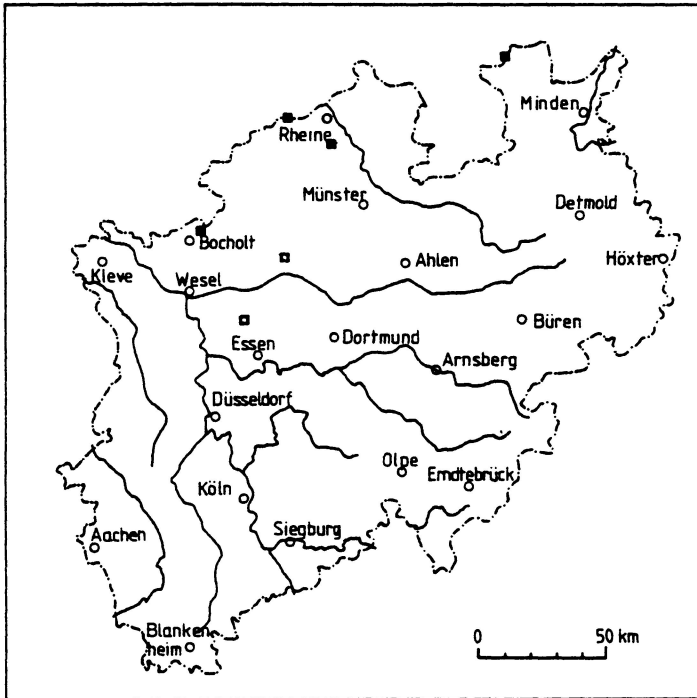 Minden
Rheine
Münster
Detmold
Bocholt
Ahlen
Höxter
Kleve
Wesel
Büren
Essen
Dortmund
Arnsberg
Düsseldorf
Olpe
Erndtebrück
Köln
Siegburg
Aachen
Blanken
heim
0 50 km